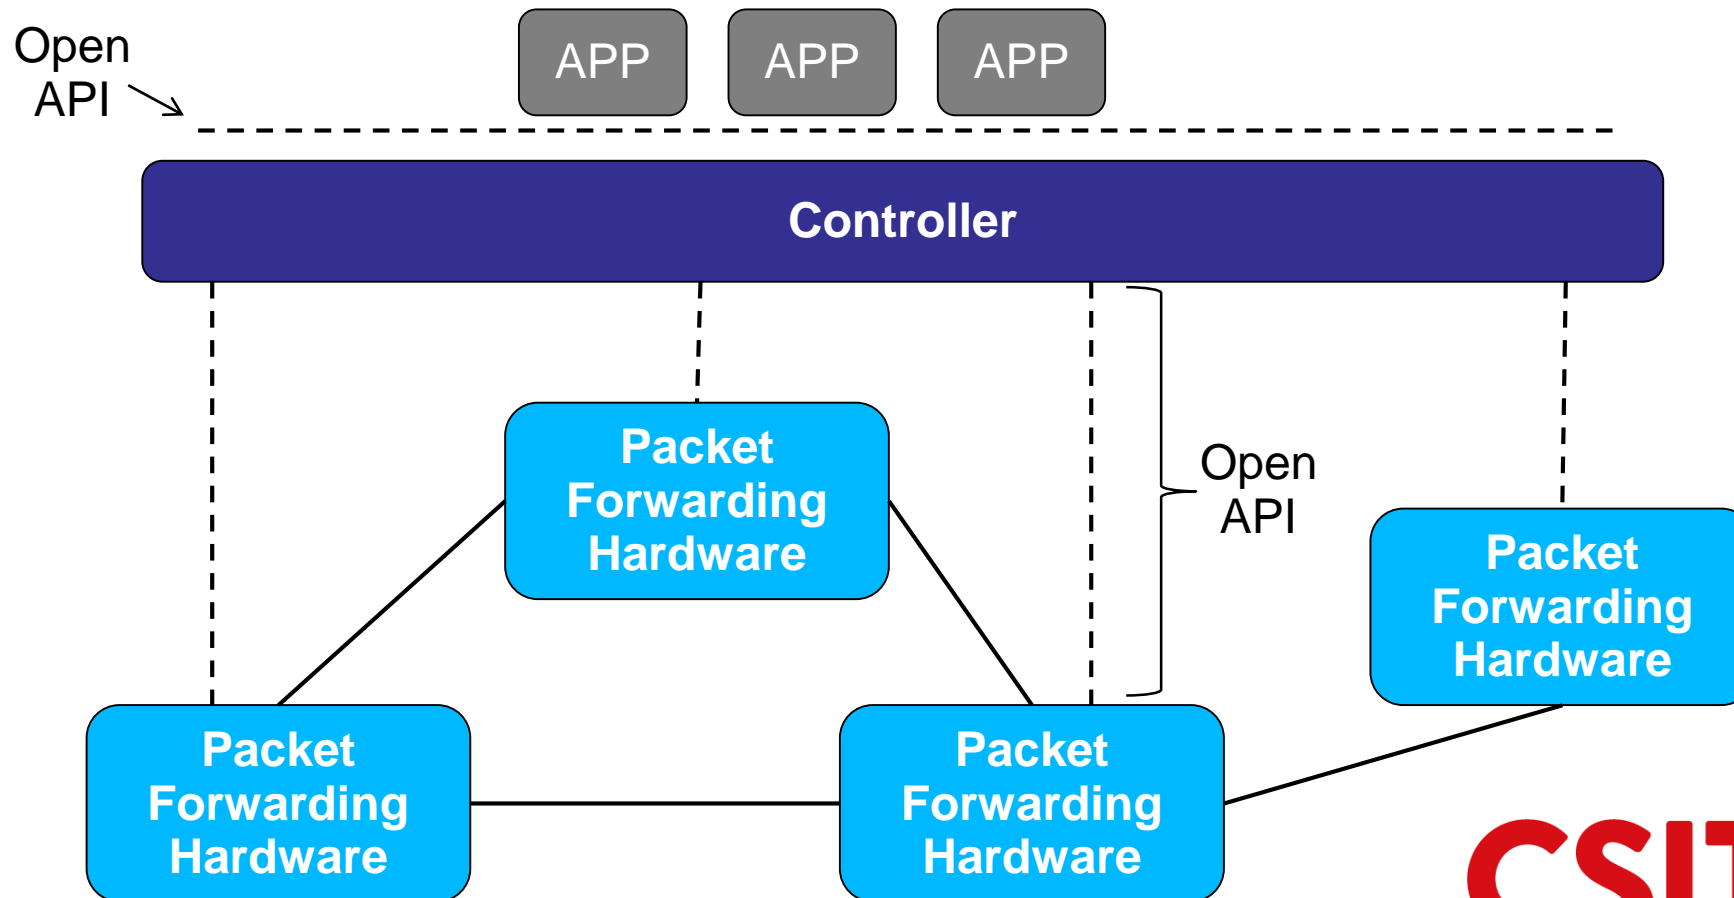 Open
API
APP
APP
APP
Controller
Packet
Forwarding
Hardware
Open
API
Packet
Forwarding
Hardware
Packet
Forwarding
Hardware
Packet
Forwarding
Hardware
CSIT